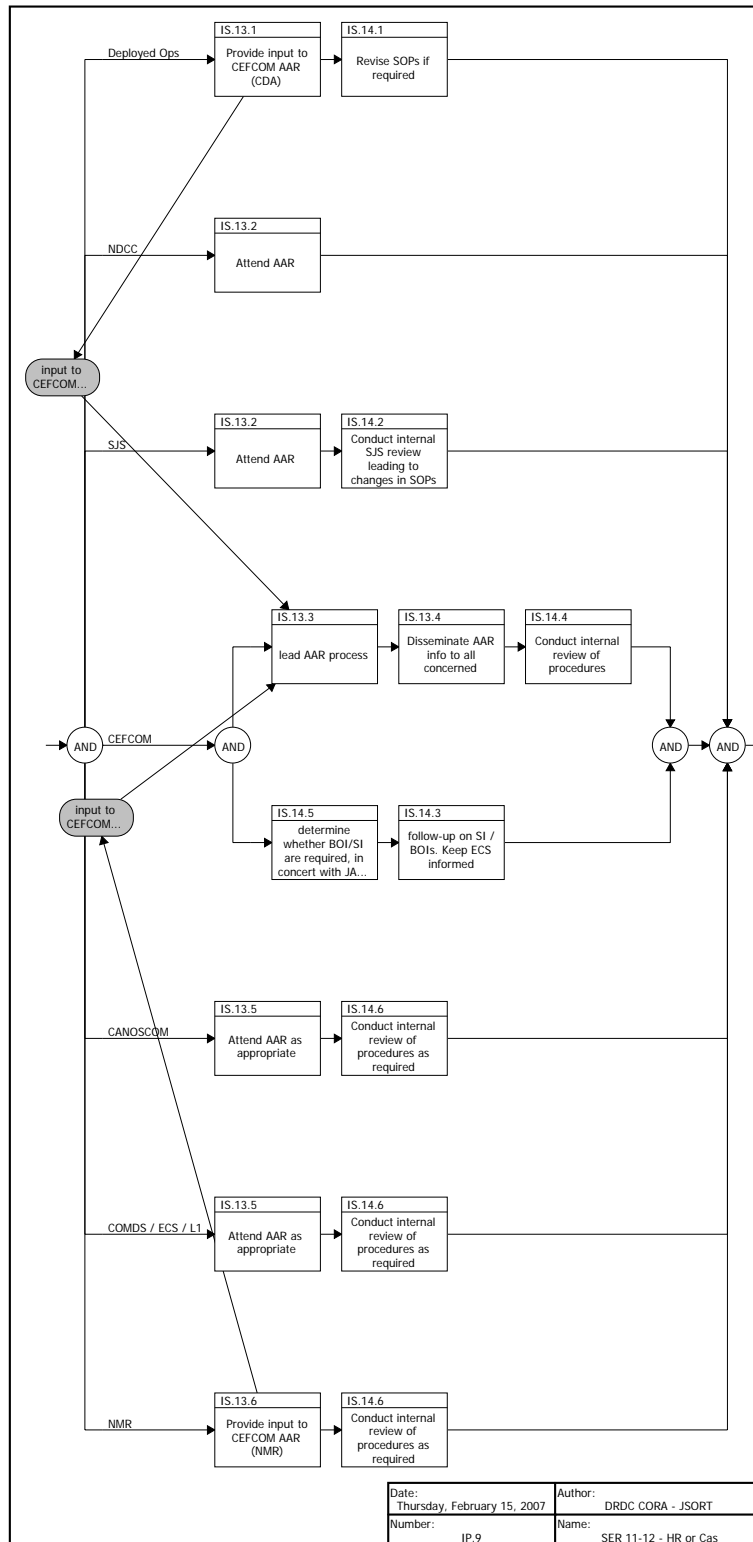 IS.13.1
IS.14.1
Deployed Ops
Provide input to
CEFCOM AAR
(CDA)
Revise SOPs if
required
IS.13.2
NDCC
Attend AAR
input to
CEFCOM...
IS.13.2
IS.14.2
SJS
Attend AAR
Conduct internal
SJS review
leading to
changes in SOPs
IS.13.3
IS.13.4
IS.14.4
lead AAR process
Disseminate AAR
info to all
concerned
Conduct internal
review of
procedures
AND
CEFCOM
AND
AND
AND
input to
CEFCOM...
IS.14.5
IS.14.3
determine
whether BOI/SI
are required, in
concert with JA...
follow-up on SI /
BOIs. Keep ECS
informed
IS.13.5
IS.14.6
CANOSCOM
Attend AAR as
appropriate
Conduct internal
review of
procedures as
required
IS.13.5
IS.14.6
COMDS / ECS / L1
Attend AAR as
appropriate
Conduct internal
review of
procedures as
required
IS.13.6
IS.14.6
NMR
Provide input to
CEFCOM AAR
(NMR)
Conduct internal
review of
procedures as
required
Date:
Thursday, February 15, 2007
Author:
DRDC CORA - JSORT
Number:
IP.9
Name:
SER 11-12 - HR or Cas